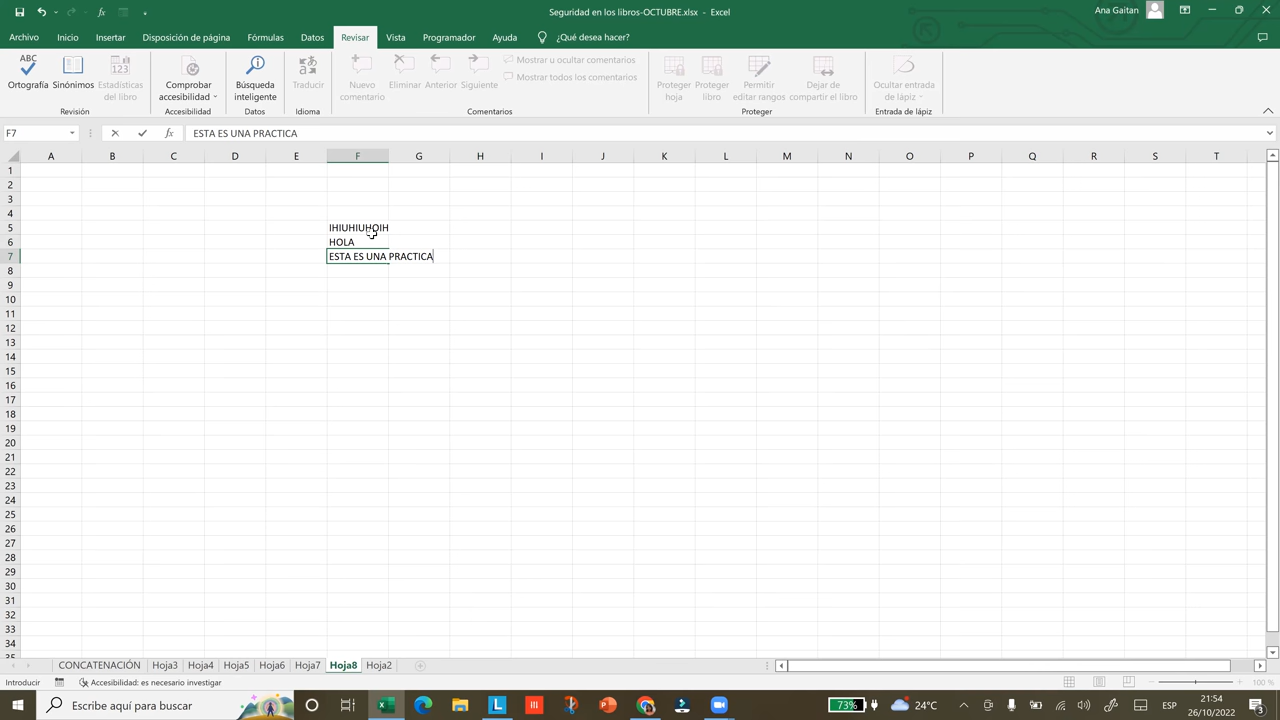 Seguridad en los libros-OCTUBRE.xlsx - Excel
Ana Gaitan
Archivo Inicio Insertar Disposición de página Fórmulas Datos Revisar Vista Programador Ayuda ¿Qué desea hacer?
ABC
Ortografía
Sinónimos
123
Estadísticas del libro
Revisión
Comprobar accesibilidad
Accesibilidad
Búsqueda inteligente
Datos
Traducir
Idioma
Nuevo comentario
Eliminar
Anterior
Siguiente
Mostrar u ocultar comentarios
Mostrar todos los comentarios
Comentarios
Proteger hoja
Proteger libro
Permitir editar rangos
Dejar de compartir el libro
Proteger
Ocultar entrada de lápiz
Entrada de lápiz
F7 fx ESTA ES UNA PRACTICA
A B C D E F G H I J K L M N O P Q R S T
1
2
3
4
5 IHIUHIUHOIH
6 HOLA
7 ESTA ES UNA PRACTICA
8
9
10
11
12
13
14
15
16
17
18
19
20
21
22
23
24
25
26
27
28
29
30
31
32
33
34
35
CONCATENACIÓN Hoja3 Hoja4 Hoja5 Hoja6 Hoja7 Hoja8 Hoja2
Introducir Accesibilidad: es necesario investigar 100 %
Escribe aquí para buscar 73% 24°C ESP 21:54
26/10/2022